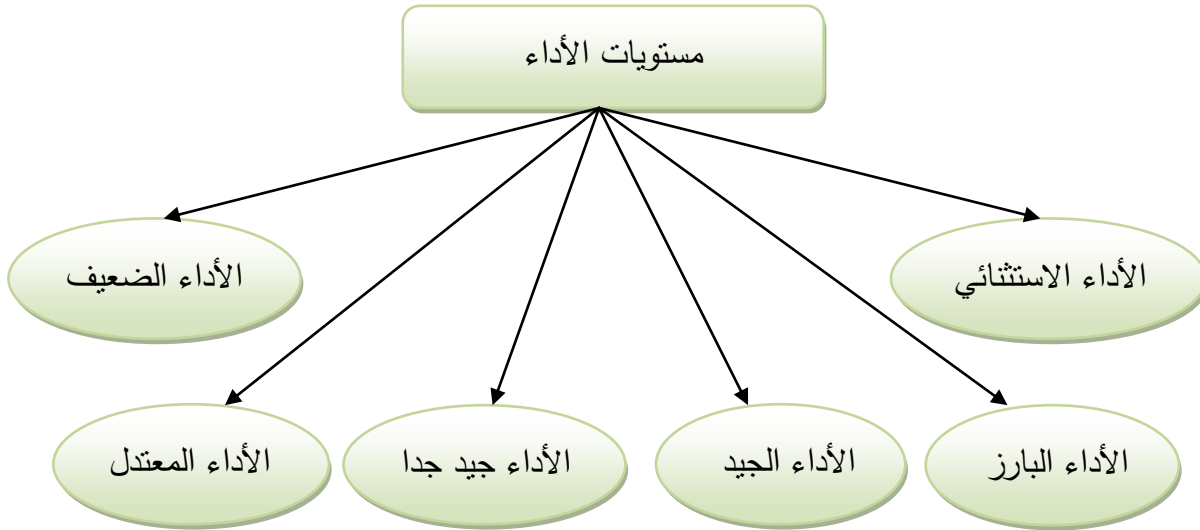 مستويات الأداء
الأداء الاستثنائي
الأداء الضعيف
الأداء البارز
الأداء الجيد
الأداء جيد جدا
الأداء المعتدل